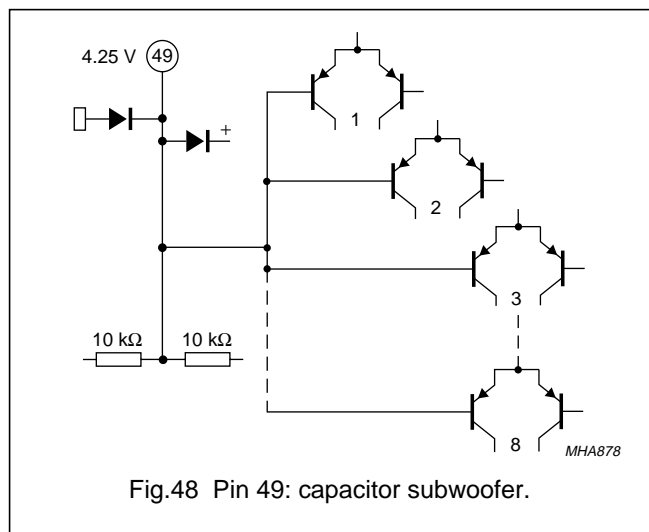 4.25 V 49
+
1
2
3
10 kΩ 10 kΩ
8
MHA878
Fig.48 Pin 49: capacitor subwoofer.